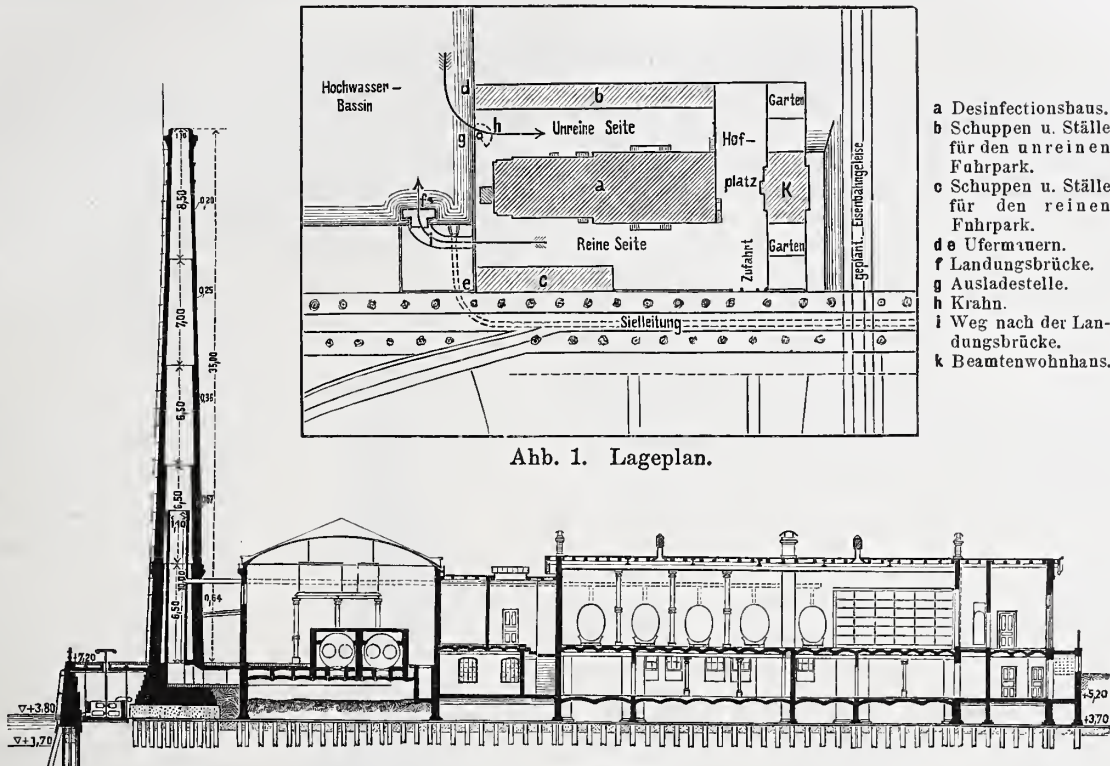 Hochwasser-
Bassin
d
b
Garten
h
Unreine Seite
g
Hof-
platz
a
K
geplant. Eisenbahngeleise
f
i
Reine Seite
Zufahrt
Garten
e
c
Sielleitung
a Desinfectionshaus.
b Schuppen u. Ställe
für den unreinen
Fuhrpark.
c Schuppen u. Ställe
für den reinen
Fuhrpark.
d e Ufermauern.
f Landungsbrücke.
g Ausladestelle.
h Krahn.
i Weg nach der Lan-
dungsbrücke.
k Beamtenwohnhaus.
Abb. 1. Lageplan.
8,50
0,20
7,00
0,25
35,00
6,50
0,36
6,50
1,10
6,50
0,64
+7,20
+3.80
+1,70
+5,20
+3,70